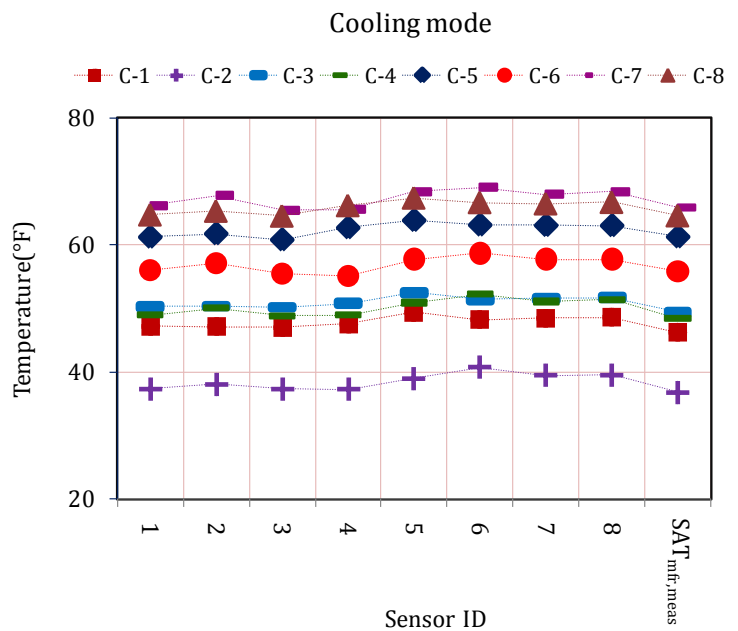 Cooling mode
C-1 C-2 C-3 C-4 C-5 C-6 C-7 C-8
80
60
40
20
Temperature(°F)
1 2 3 4 5 6 7 8 SATmfr,meas
Sensor ID